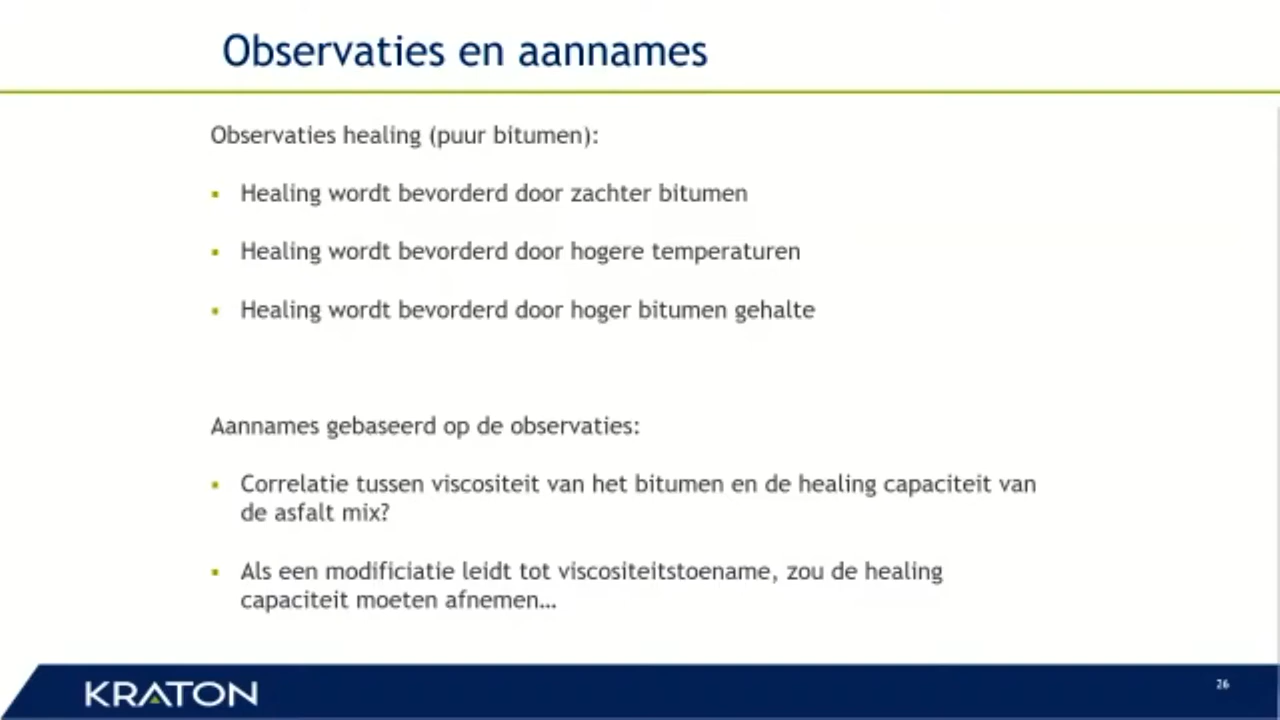 Observaties en aannames
Observaties healing (puur bitumen):
▪ Healing wordt bevorderd door zachter bitumen
▪ Healing wordt bevorderd door hogere temperaturen
▪ Healing wordt bevorderd door hoger bitumen gehalte
Aannames gebaseerd op de observaties:
▪ Correlatie tussen viscositeit van het bitumen en de healing capaciteit van
de asfalt mix?
▪ Als een modificiatie leidt tot viscositeitstoename, zou de healing
capaciteit moeten afnemen…
KRATON
26